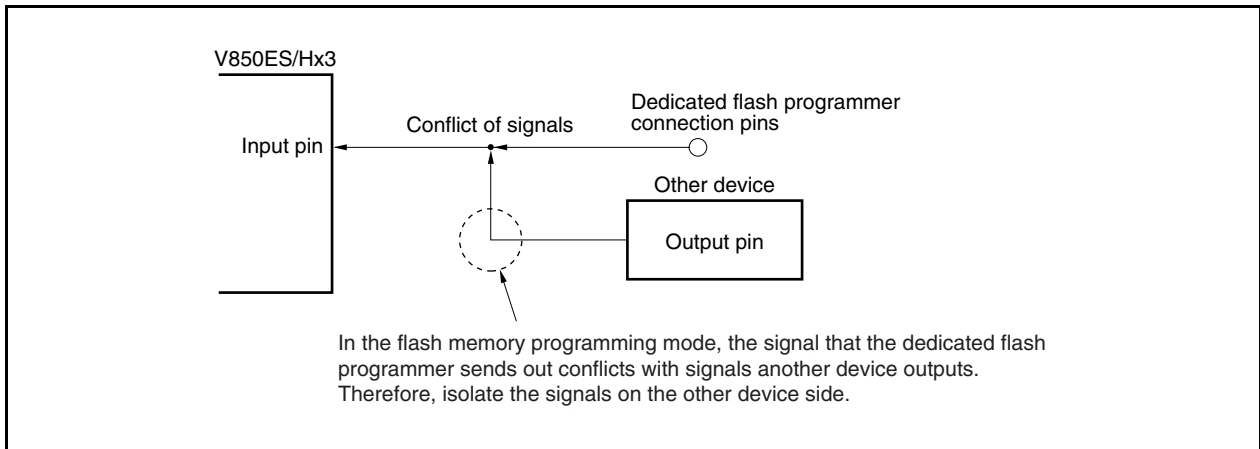 V850ES/Hx3
Dedicated flash programmer
connection pins
Conflict of signals
Input pin
Other device
Output pin
In the flash memory programming mode, the signal that the dedicated flash
programmer sends out conflicts with signals another device outputs.
Therefore, isolate the signals on the other device side.